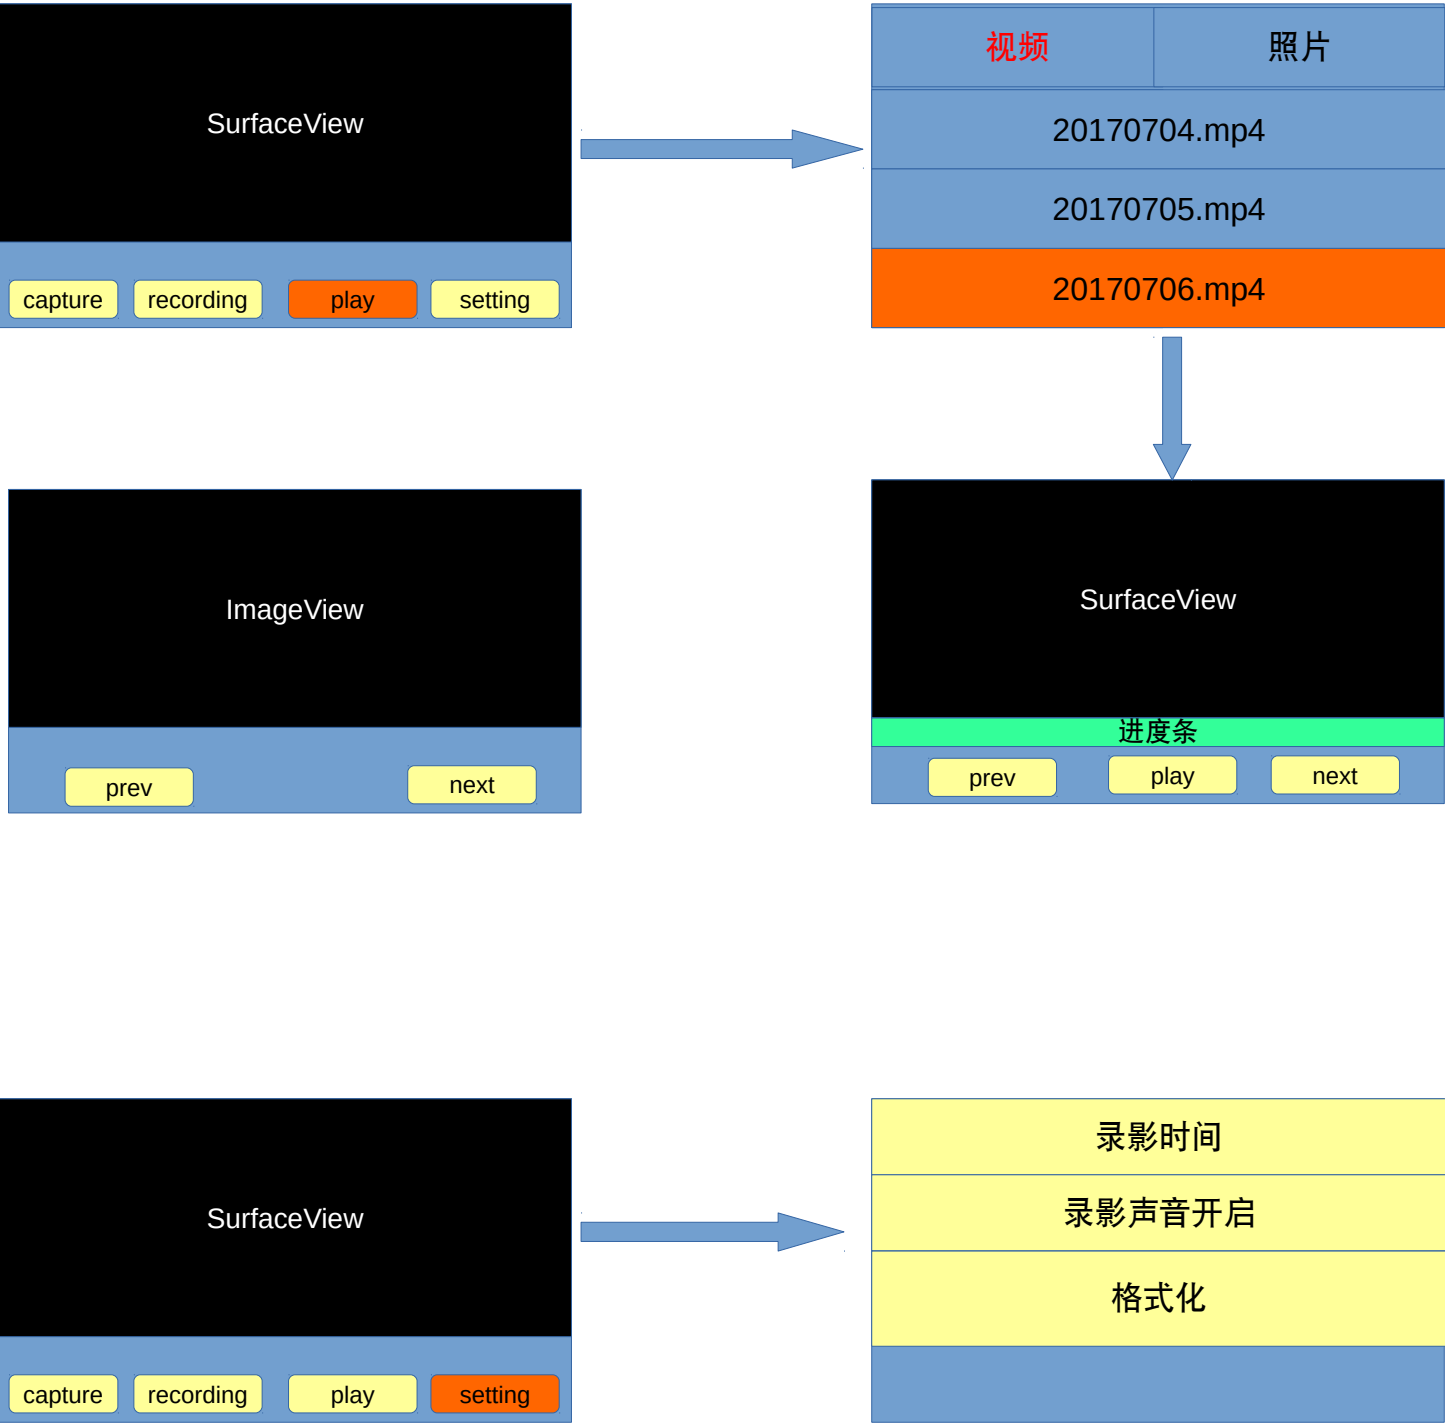 SurfaceView
capture recording play setting
视频 照片
20170704.mp4
20170705.mp4
20170706.mp4
ImageView
prev next
SurfaceView
进度条
prev play next
SurfaceView
capture recording play setting
录影时间
录影声音开启
格式化